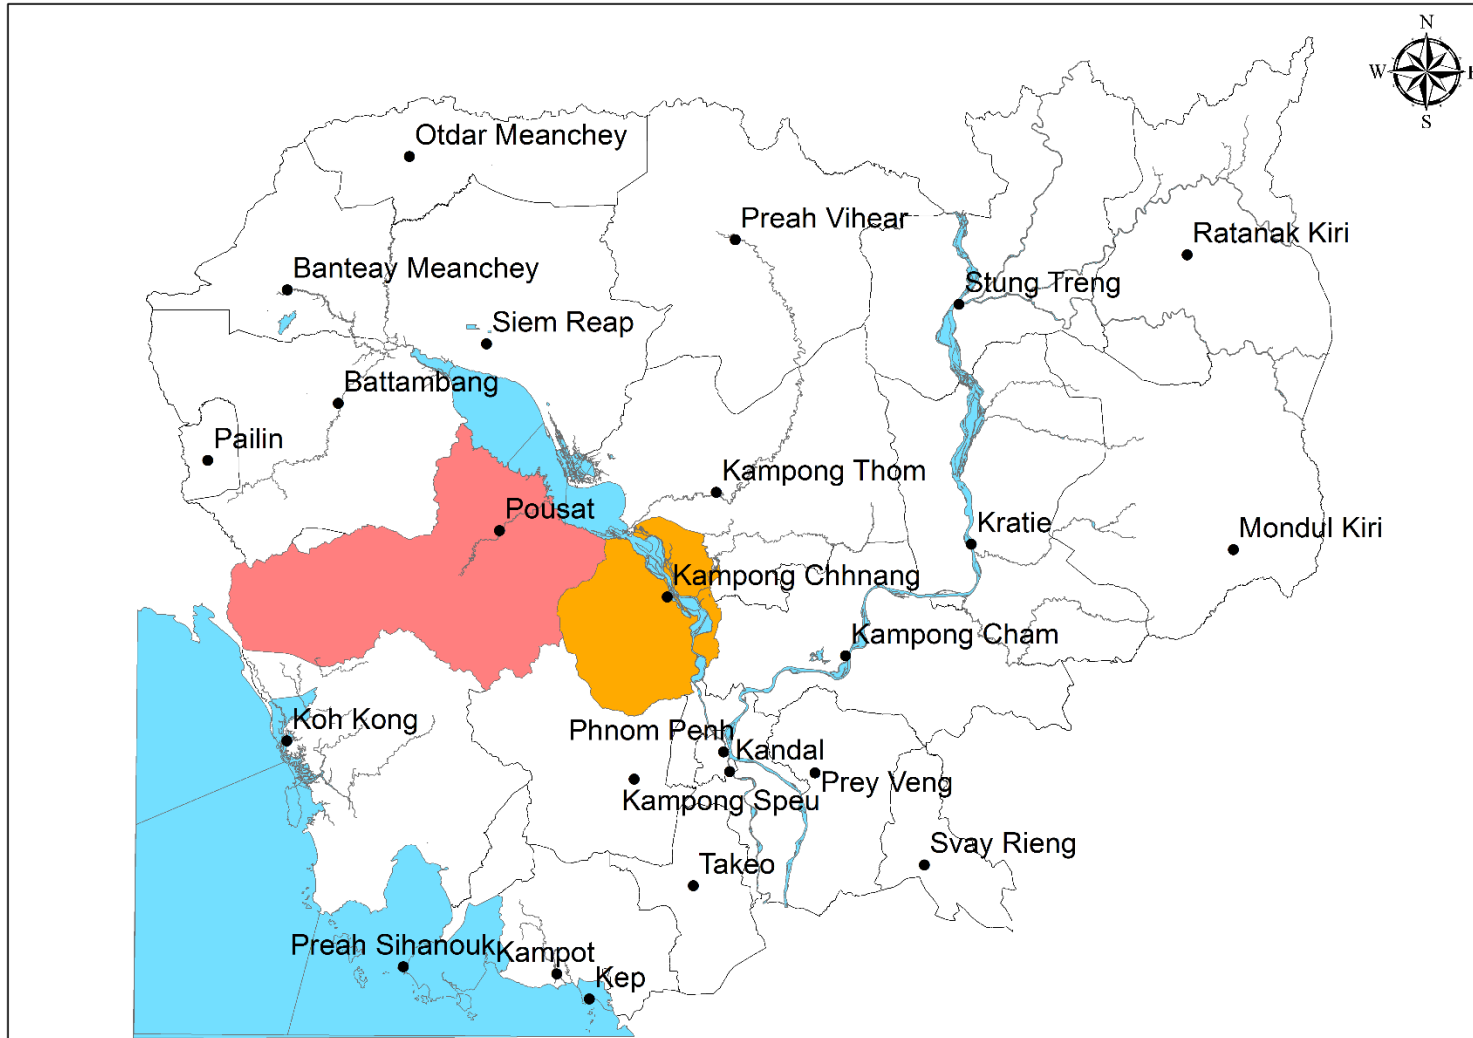 N
W
E
S
Otdar Meanchey
Preah Vihear
Ratanak Kiri
Banteay Meanchey
Stung Treng
Siem Reap
Battambang
Pailin
Kampong Thom
Pousat
Kratie
Mondul Kiri
Kampong Chhnang
Kampong Cham
Koh Kong
Phnom Penh
Kandal
Prey Veng
Kampong Speu
Svay Rieng
Takeo
Preah Sihanouk
Kampot
Kep